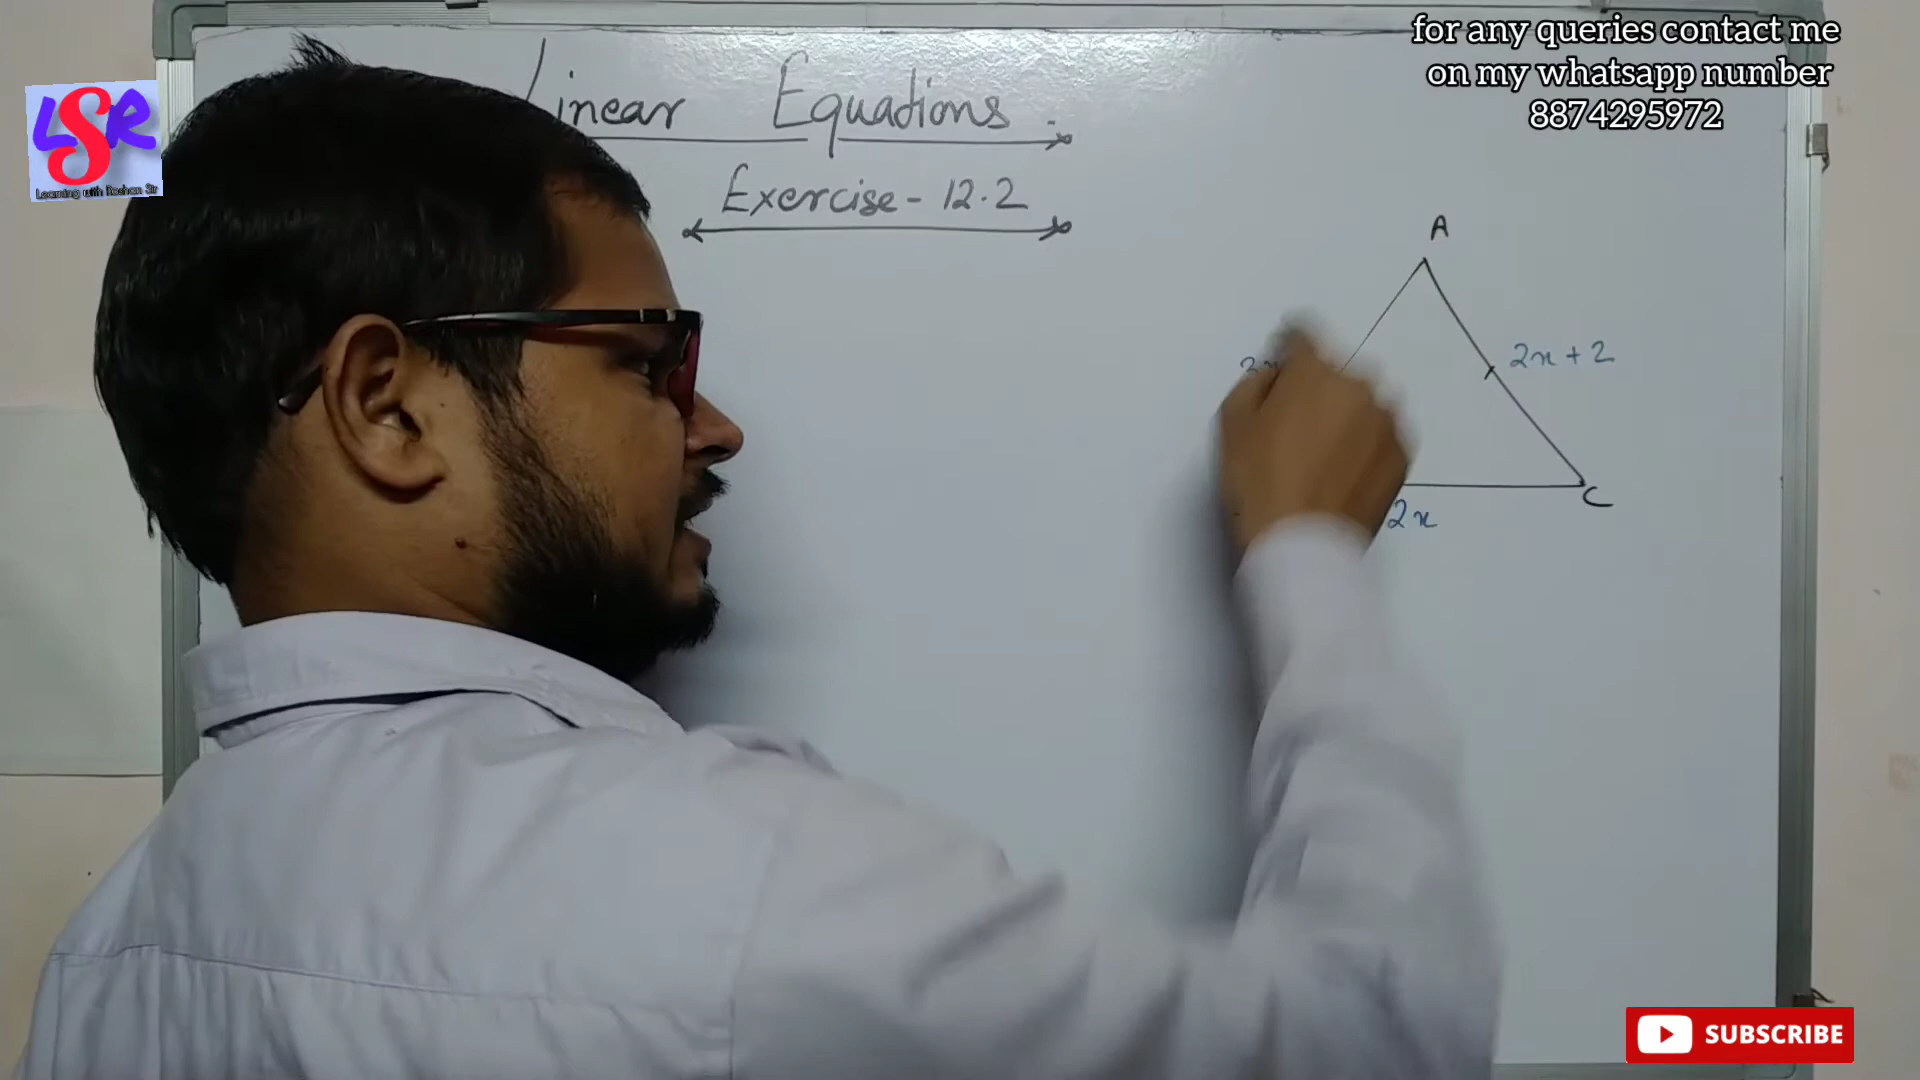 for any queries contact me
on my whatsapp number
8874295972
LSR
Learning with Roshan Sir
Linear Equations.
Exercise - 12.2
A
2x + 2
C
2x
SUBSCRIBE